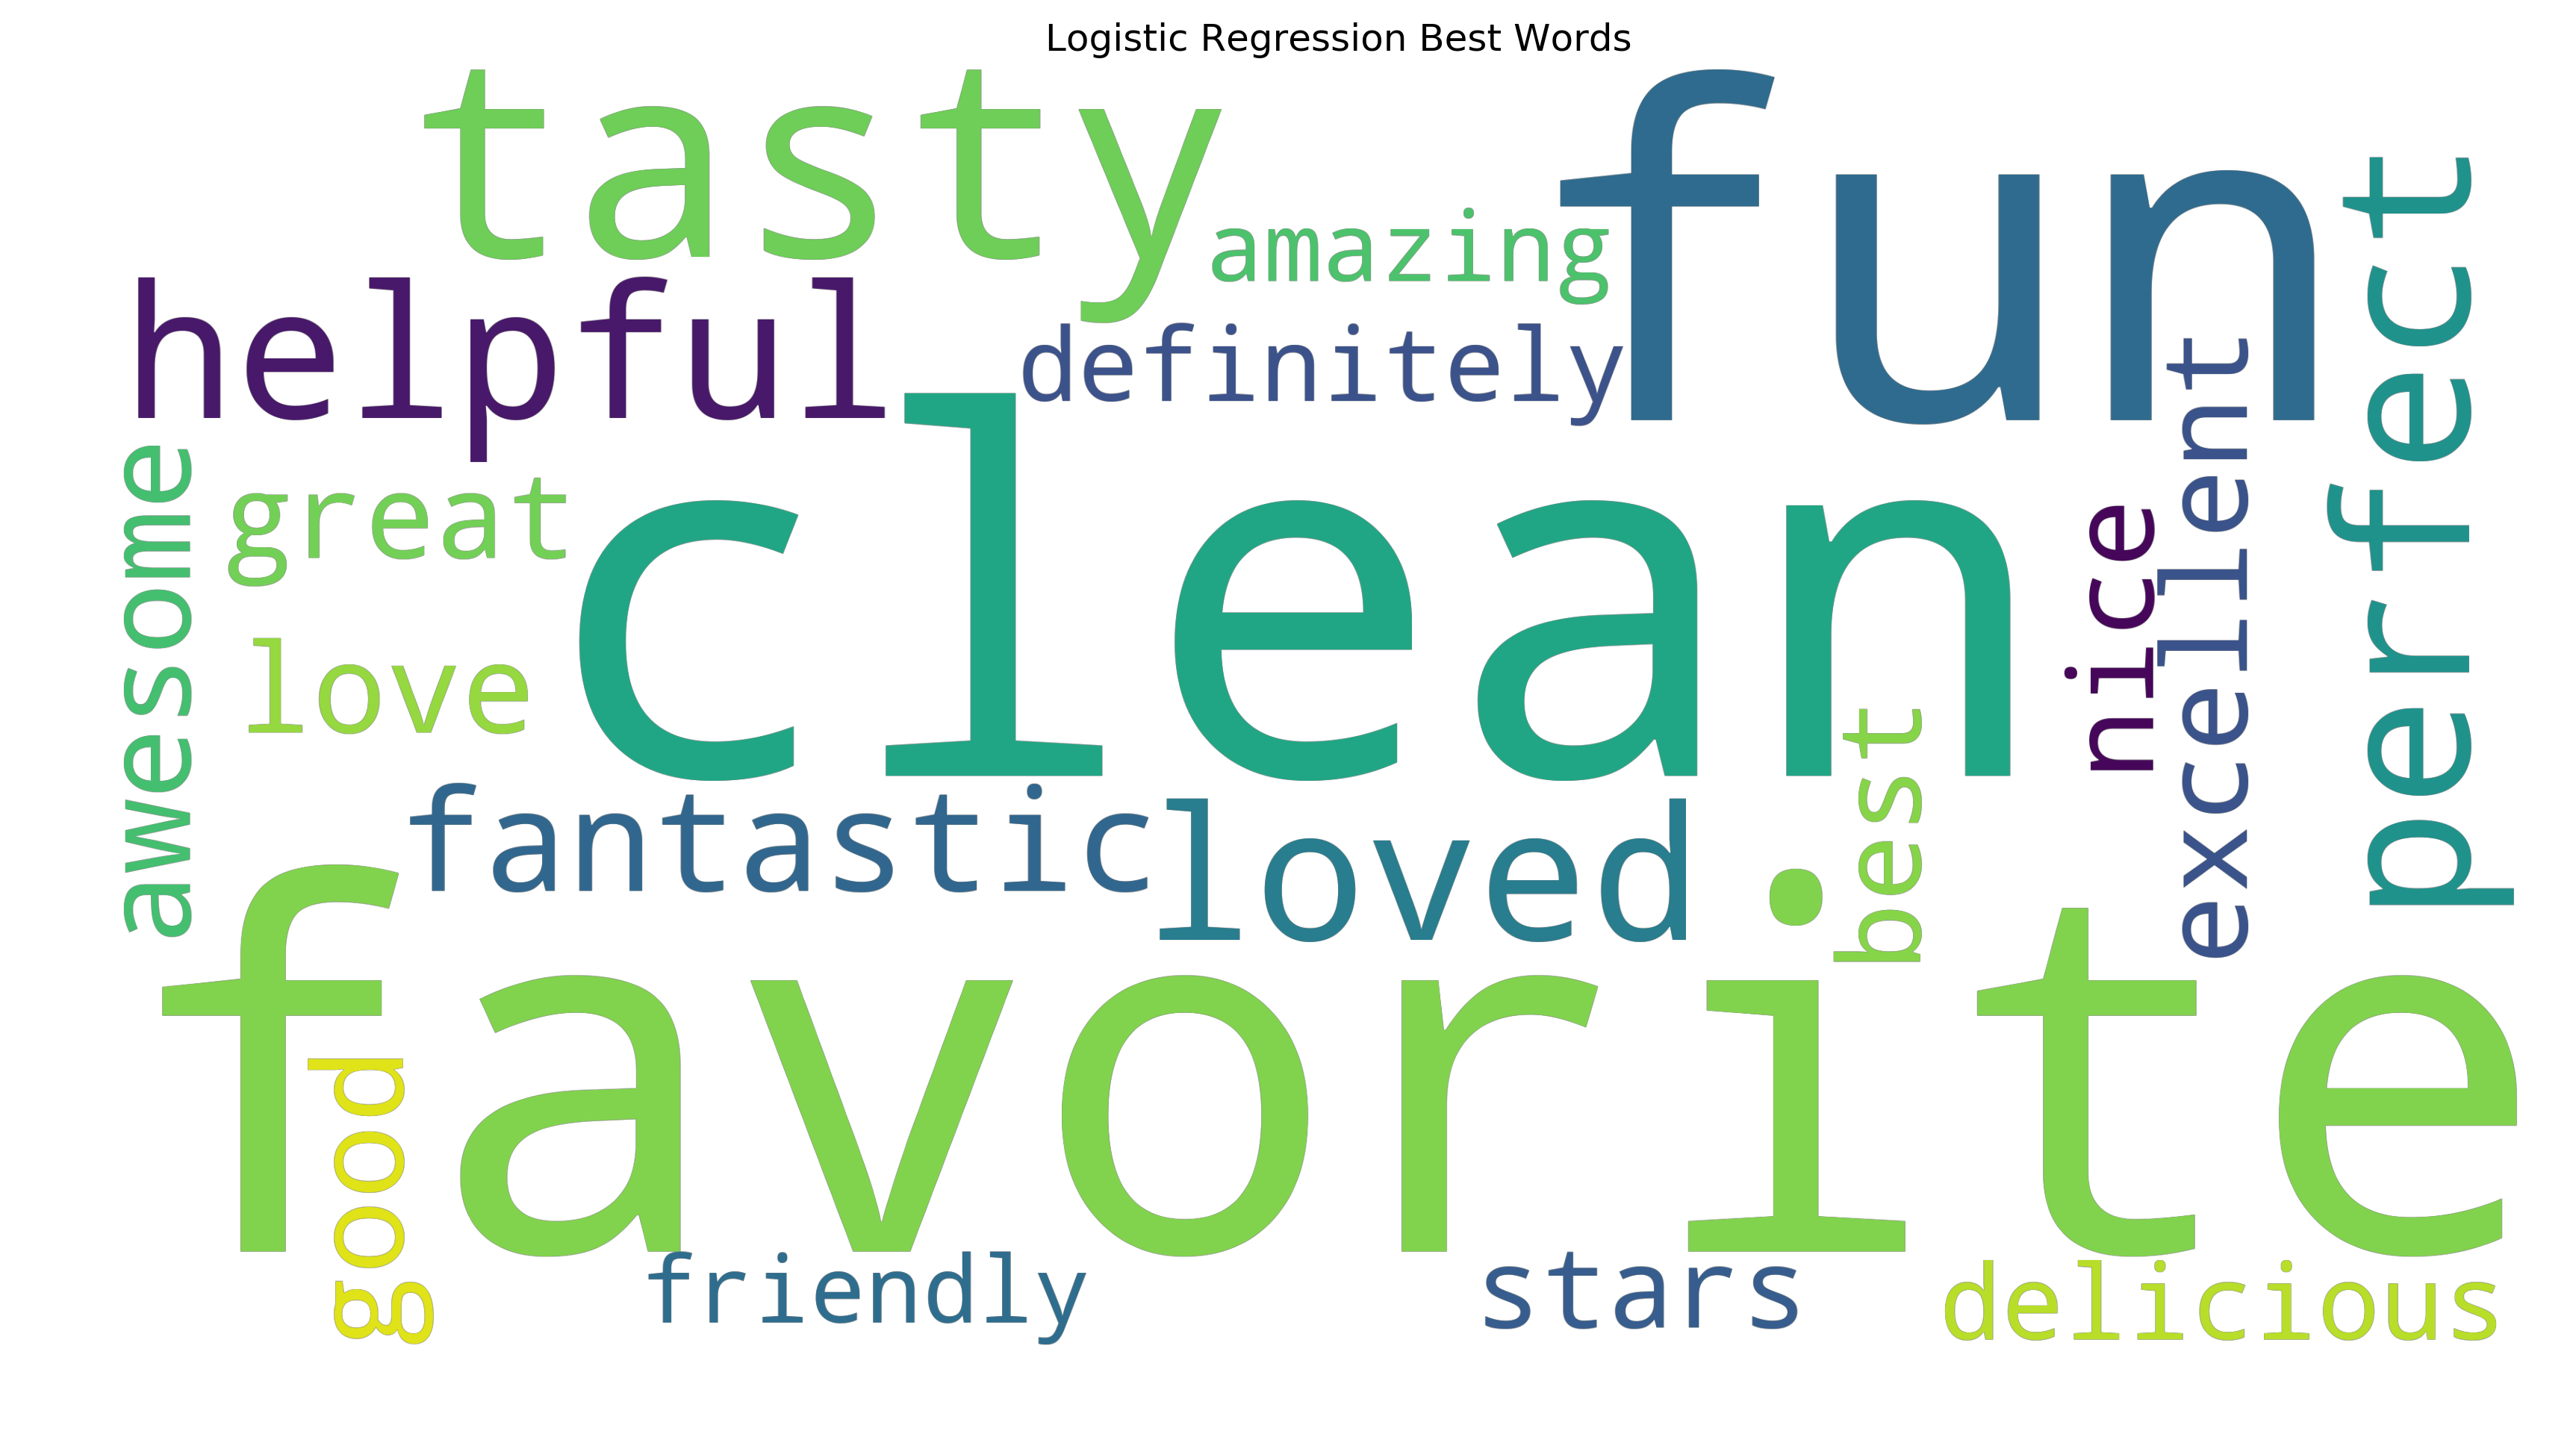 Logistic Regression Best Words
tasty
fun
amazing
perfect
helpful
definitely
excellent
clean
awesome
great
nice
love
best
fantastic
loved
favorite
good
friendly
stars
delicious